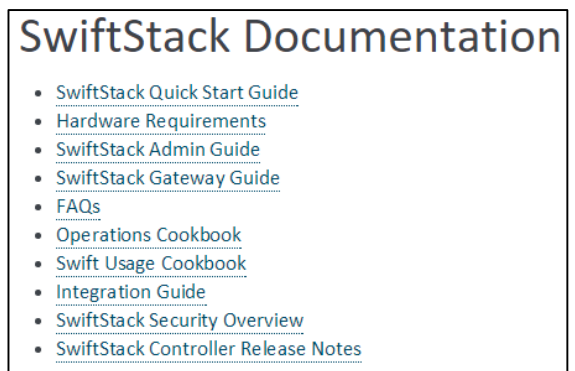 SwiftStack Documentation
SwiftStack Quick Start Guide
Hardware Requirements
SwiftStack Admin Guide
SwiftStack Gateway Guide
FAQs
Operations Cookbook
Swift Usage Cookbook
Integration Guide
SwiftStack Security Overview
SwiftStack Controller Release Notes